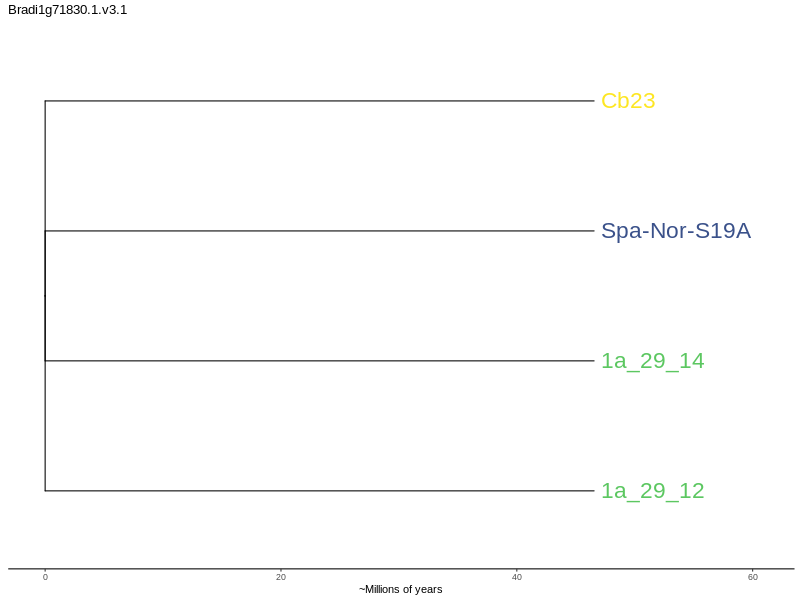 Bradi1g71830.1.v3.1
Cb23
Spa-Nor-S19A
1a_29_14
1a_29_12
0 20 40 60
~Millions of years